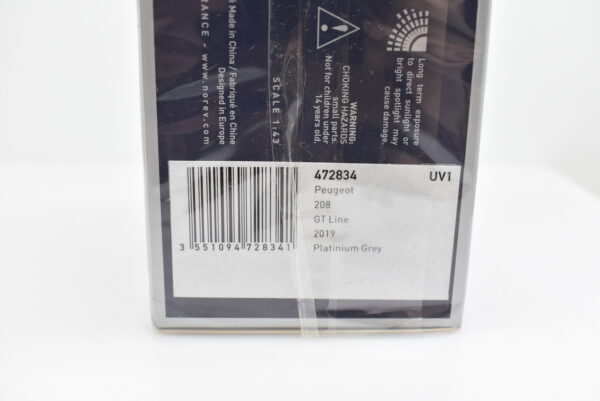 Made in China / Fabriqué en Chine
Designed in Europe
RANCE - www.norev.com
SCALE 1:43
WARNING:
CHOKING HAZARDS
small parts.
Not for children under
14 years old.
Long term exposure
to direct sunlight or
bright spotlight may
cause damage.
472834 UV1
Peugeot
208
GT Line
2019
Platinium Grey
3 551094 728341